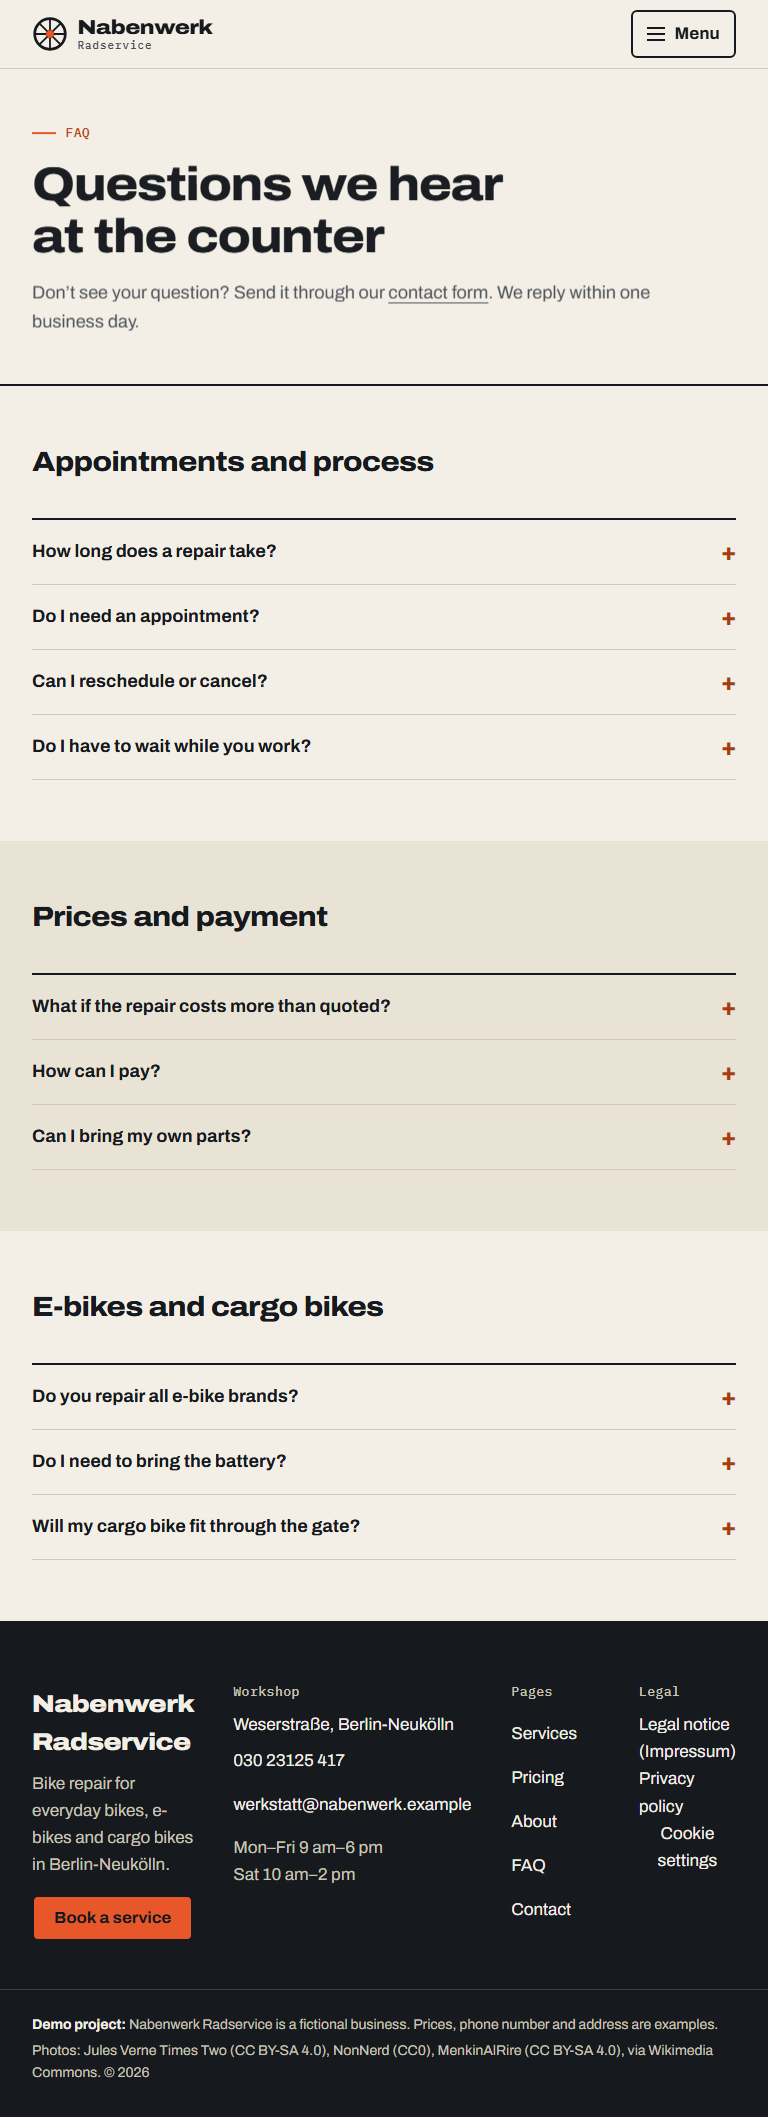 Nabenwerk
Radservice
Menu
FAQ
Questions we hear
at the counter
Don’t see your question? Send it through our contact form. We reply within one
business day.
Appointments and process
How long does a repair take?
Do I need an appointment?
Can I reschedule or cancel?
Do I have to wait while you work?
Prices and payment
What if the repair costs more than quoted?
How can I pay?
Can I bring my own parts?
E-bikes and cargo bikes
Do you repair all e-bike brands?
Do I need to bring the battery?
Will my cargo bike fit through the gate?
Nabenwerk
Radservice
Bike repair for
everyday bikes, e-
bikes and cargo bikes
in Berlin-Neukölln.
Book a service
Workshop
Weserstraße, Berlin-Neukölln
030 23125 417
werkstatt@nabenwerk.example
Mon–Fri 9 am–6 pm
Sat 10 am–2 pm
Pages
Services
Pricing
About
FAQ
Contact
Legal
Legal notice
(Impressum)
Privacy
policy
Cookie
settings
Demo project: Nabenwerk Radservice is a fictional business. Prices, phone number and address are examples.
Photos: Jules Verne Times Two (CC BY-SA 4.0), NonNerd (CC0), MenkinAlRire (CC BY-SA 4.0), via Wikimedia
Commons. © 2026